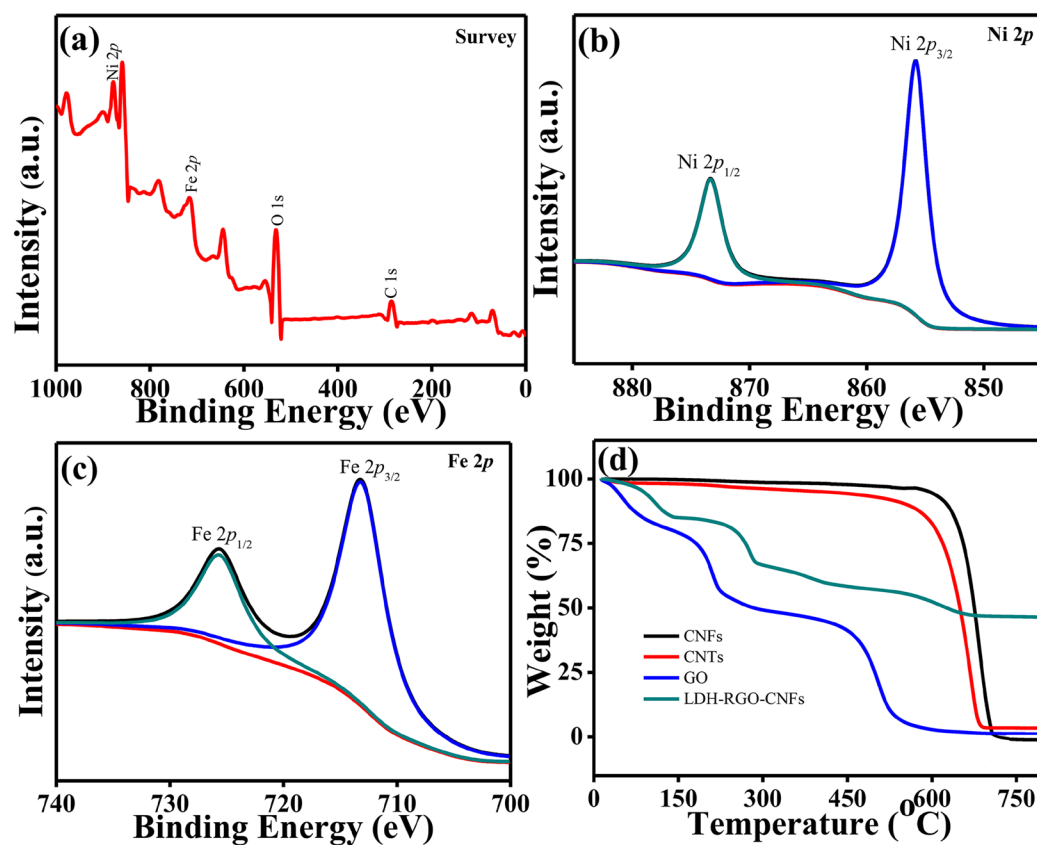 (a)
Survey
Ni 2p
Fe 2p
O 1s
C 1s
Intensity (a.u.)
1000 800 600 400 200 0
Binding Energy (eV)
(b)
Ni 2p
Ni 2p3/2
Ni 2p1/2
Intensity (a.u.)
880 870 860 850
Binding Energy (eV)
(c)
Fe 2p
Fe 2p3/2
Fe 2p1/2
Intensity (a.u.)
740 730 720 710 700
Binding Energy (eV)
(d)
100
75
50
25
0
Weight (%)
CNFs
CNTs
GO
LDH-RGO-CNFs
0 150 300 450 600 750
Temperature (°C)